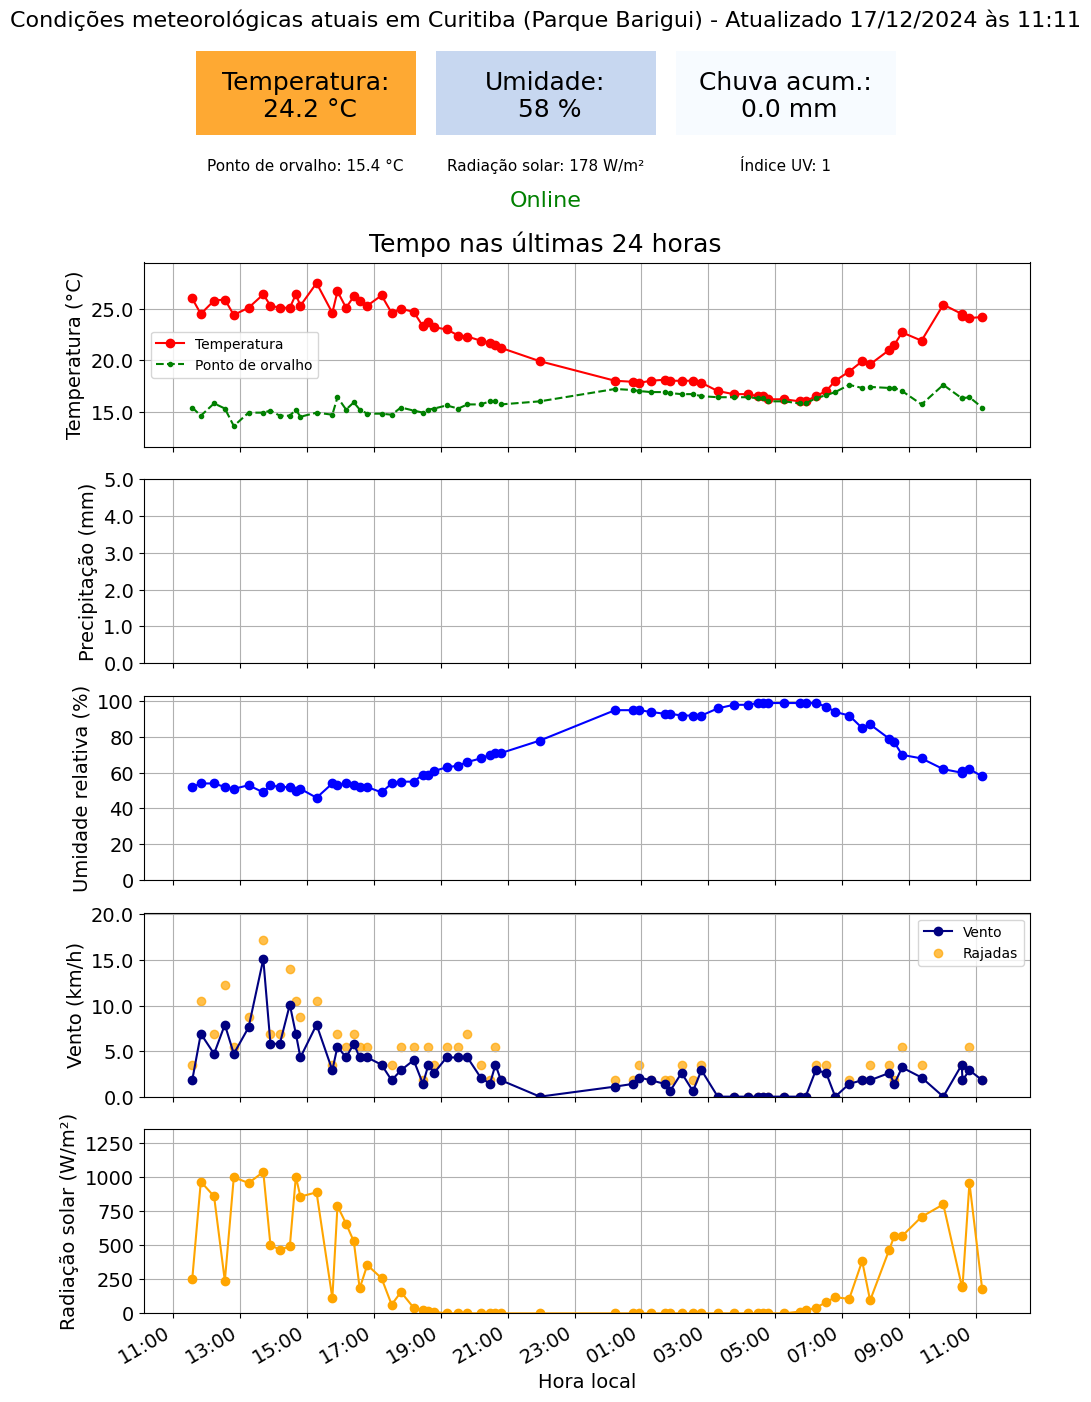 Condições meteorológicas atuais em Curitiba (Parque Barigui) - Atualizado 17/12/2024 às 11:11
Temperatura:
24.2 °C
Umidade:
58 %
Chuva acum.:
0.0 mm
Ponto de orvalho: 15.4 °C
Radiação solar: 178 W/m²
Índice UV: 1
Online
Tempo nas últimas 24 horas
Temperatura (°C)
25.0
20.0
15.0
Temperatura
Ponto de orvalho
Precipitação (mm)
5.0
4.0
3.0
2.0
1.0
0.0
Umidade relativa (%)
100
80
60
40
20
0
Vento (km/h)
20.0
15.0
10.0
5.0
0.0
Vento
Rajadas
Radiação solar (W/m²)
1250
1000
750
500
250
0
11:00
13:00
15:00
17:00
19:00
21:00
23:00
01:00
03:00
05:00
07:00
09:00
11:00
Hora local